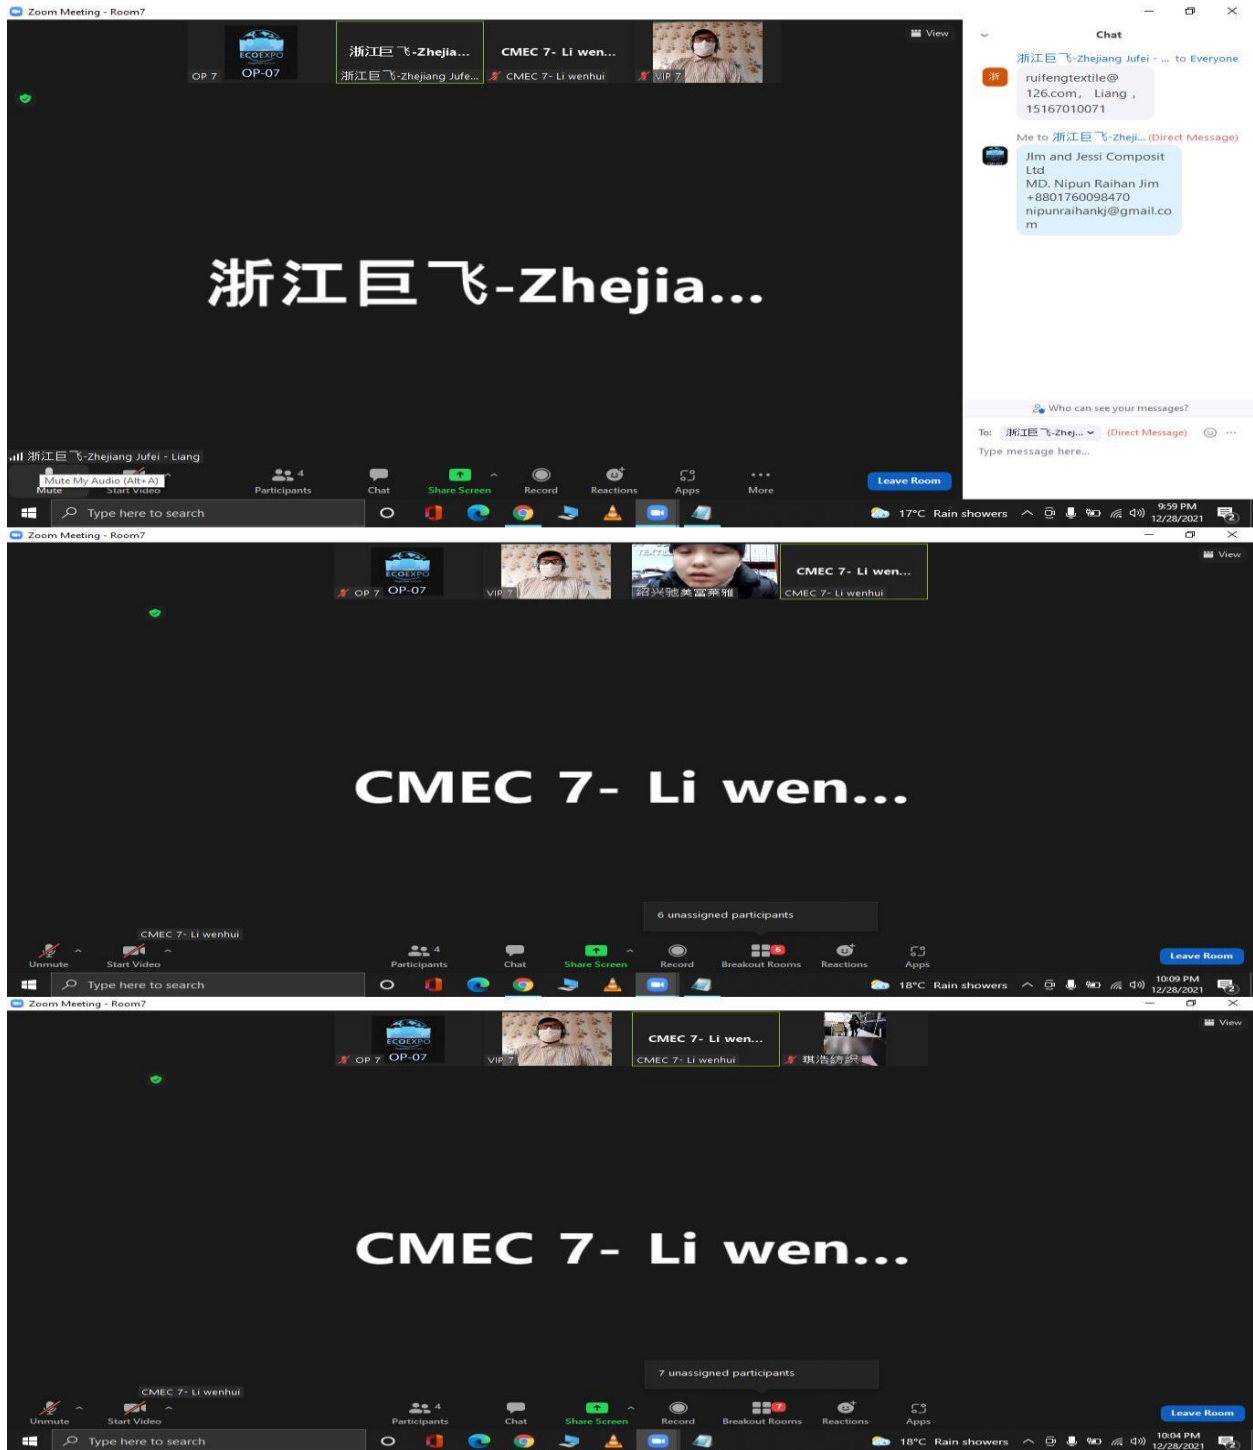 Zoom Meeting - Room7
View
ECOEXPO
OP 7 OP-07
浙江巨飞-Zhejia...
浙江巨飞-Zhejiang Jufe...
CMEC 7- Li wen...
CMEC 7- Li wenhui
VIP 7
浙江巨飞-Zhejia...
浙江巨飞-Zhejiang Jufei - Liang
Mute My Audio (Alt+A)
Mute
Start Video
4
Participants
Chat
Share Screen
Record
Reactions
Apps
More
Leave Room
Chat
浙江巨飞-Zhejiang Jufei - ... to Everyone
浙
ruifengtextile@
126.com, Liang ,
15167010071
Me to 浙江巨飞-Zheji... (Direct Message)
JIm and Jessi Composit
Ltd
MD. Nipun Raihan Jim
+8801760098470
nipunraihankj@gmail.co
m
Who can see your messages?
To: 浙江巨飞-Zhej... (Direct Message)
Type message here...
Type here to search
17°C Rain showers
9:59 PM
12/28/2021
2
Zoom Meeting - Room7
View
ECOEXPO
OP 7 OP-07
VIP 7
绍兴驰美富莱雅
CMEC 7- Li wen...
CMEC 7- Li wenhui
CMEC 7- Li wen...
6 unassigned participants
CMEC 7- Li wenhui
Unmute
Start Video
4
Participants
Chat
Share Screen
Record
6
Breakout Rooms
Reactions
Apps
Leave Room
Type here to search
18°C Rain showers
10:09 PM
12/28/2021
2
Zoom Meeting - Room7
View
ECOEXPO
OP 7 OP-07
VIP 7
CMEC 7- Li wen...
CMEC 7- Li wenhui
琪浩纺织
CMEC 7- Li wen...
7 unassigned participants
CMEC 7- Li wenhui
Unmute
Start Video
4
Participants
Chat
Share Screen
Record
7
Breakout Rooms
Reactions
Apps
Leave Room
Type here to search
18°C Rain showers
10:04 PM
12/28/2021
2